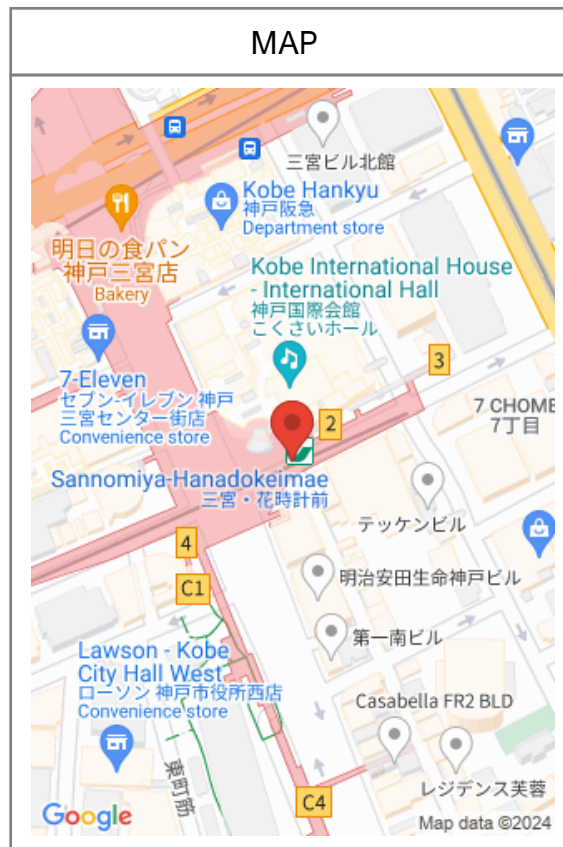 MAP
三宮ビル北館
Kobe Hankyu
神戸阪急
Department store
明日の食パン
神戸三宮店
Bakery
Kobe International House
- International Hall
神戸国際会館
こくさいホール
7-Eleven
セブン-イレブン 神戸
三宮センター街店
Convenience store
3
2
7 CHOME
7丁目
Sannomiya-Hanadokeimae
三宮・花時計前
テッケンビル
4
C1
明治安田生命神戸ビル
第一南ビル
Lawson - Kobe
City Hall West
ローソン 神戸市役所西店
Convenience store
Casabella FR2 BLD
東町筋
レジデンス芙蓉
C4
Google
Map data ©2024